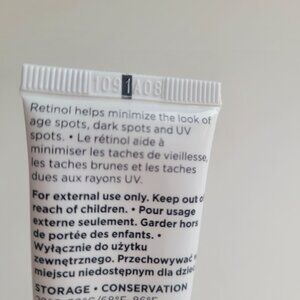 1091A08
Retinol helps minimize the look of
age spots, dark spots and UV
spots. • Le rétinol aide à
minimiser les taches de vieillesse,
les taches brunes et les taches
dues aux rayons UV.
For external use only. Keep out o
reach of children. • Pour usage
externe seulement. Garder hors
de portée des enfants. •
Wyłącznie do użytku
zewnętrznego. Przechowywać w
miejscu niedostępnym dla dzie
STORAGE • CONSERVATION